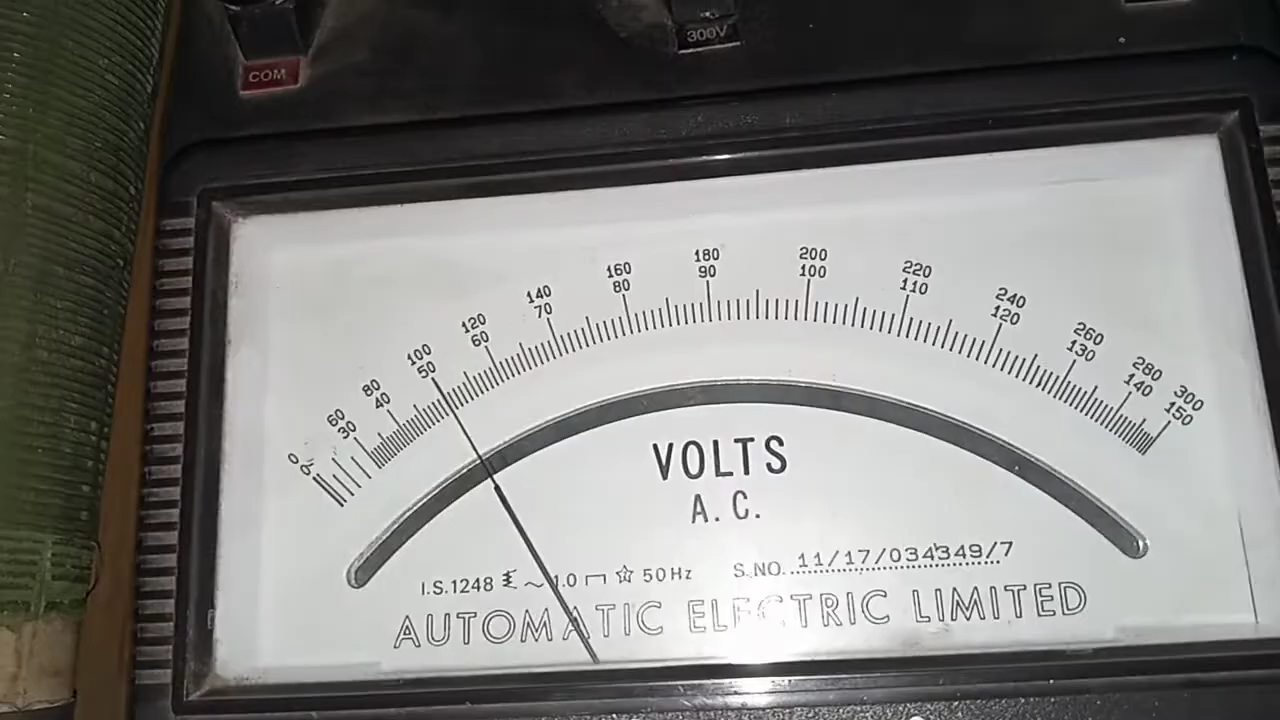 COM
300V
0 60 80 100 120 140 160 180 200 220 240 260 280 300
0 30 40 50 60 70 80 90 100 110 120 130 140 150
VOLTS
A.C.
I.S.1248 ~ 1.0 50Hz S.NO. 11/17/034349/7
AUTOMATIC ELECTRIC LIMITED